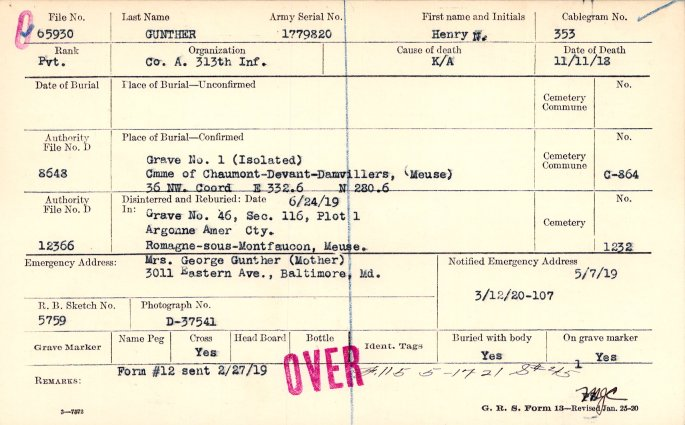 File No. Last Name Army Serial No. First name and Initials Cablegram No.
65930 GUNTHER 1779820 Henry N. 353
Rank Organization Cause of death Date of Death
Pvt. Co. A. 313th Inf. K/A 11/11/18
Date of Burial Place of Burial—Unconfirmed No.
Cemetery
Commune
Authority Place of Burial—Confirmed No.
File No. D
Grave No. 1 (Isolated) Cemetery
8648 Cmme of Chaumont-Devant-Damvillers, (Meuse) Commune C-864
36 NW. Coord E 332.6 N 280.6
Authority Disinterred and Reburied: Date 6/24/19 No.
File No. D In:
Grave No. 46, Sec. 116, Plot 1
Argonne Amer Cty. Cemetery
12366 Romagne-sous-Montfaucon, Meuse. 1232
Emergency Address: Mrs. George Gunther (Mother) Notified Emergency Address
3011 Eastern Ave., Baltimore, Md. 5/7/19
3/12/20-107
R. B. Sketch No. Photograph No.
5759 D-37541
Grave Marker Name Peg Cross Head Board Bottle Ident. Tags Buried with body On grave marker
Yes Yes 1 Yes
REMARKS: Form #12 sent 2/27/19
OVER
115 5-17 21
3—7373 G. R. S. Form 13—Revised Jan. 25-20